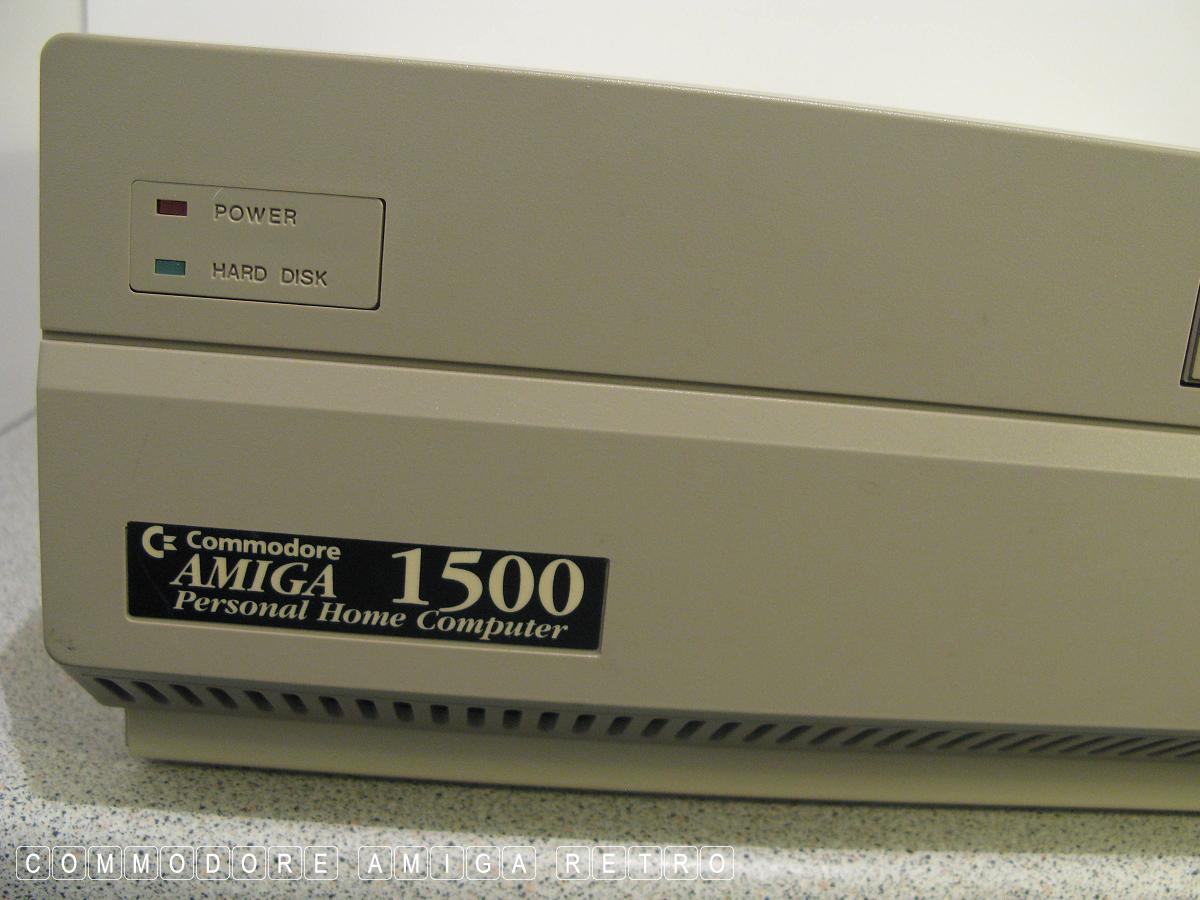 POWER
HARD DISK
Commodore
AMIGA 1500
Personal Home Computer
COMMODORE AMIGA RETRO